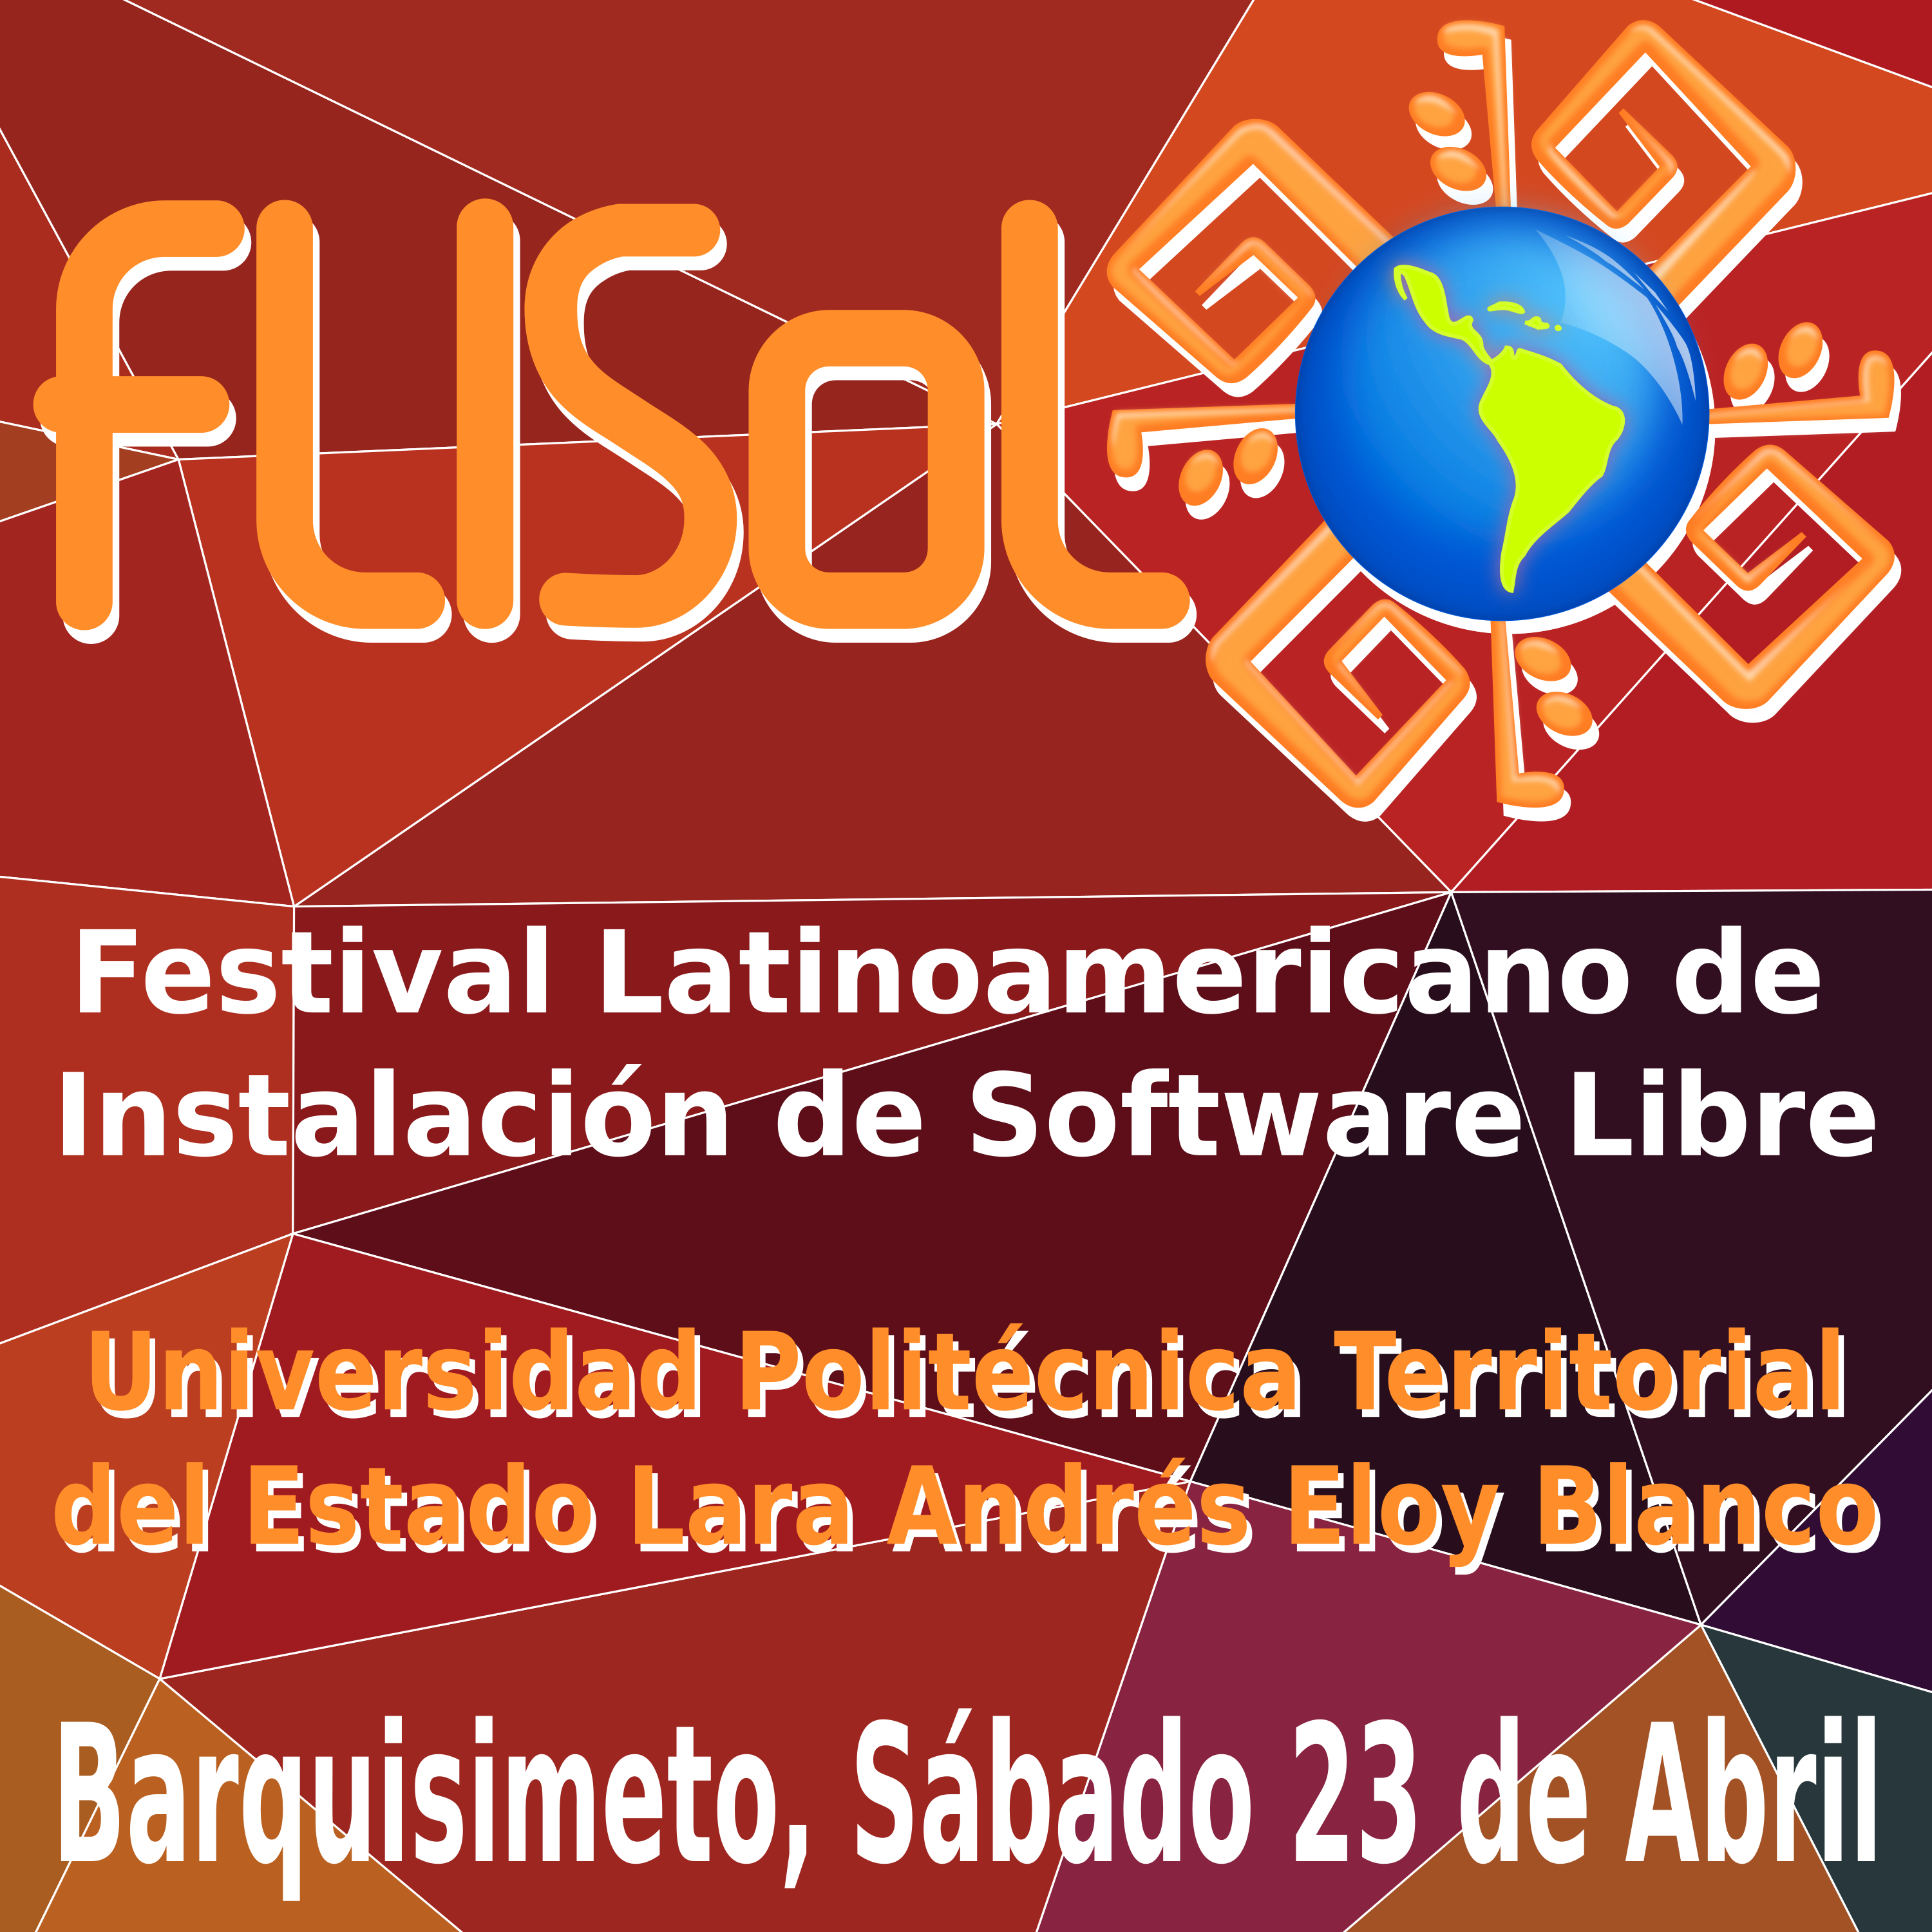 FLISoL
Festival Latinoamericano de
Instalación de Software Libre
Universidad Politécnica Territorial
del Estado Lara Andrés Eloy Blanco
Barquisimeto, Sábado 23 de Abril